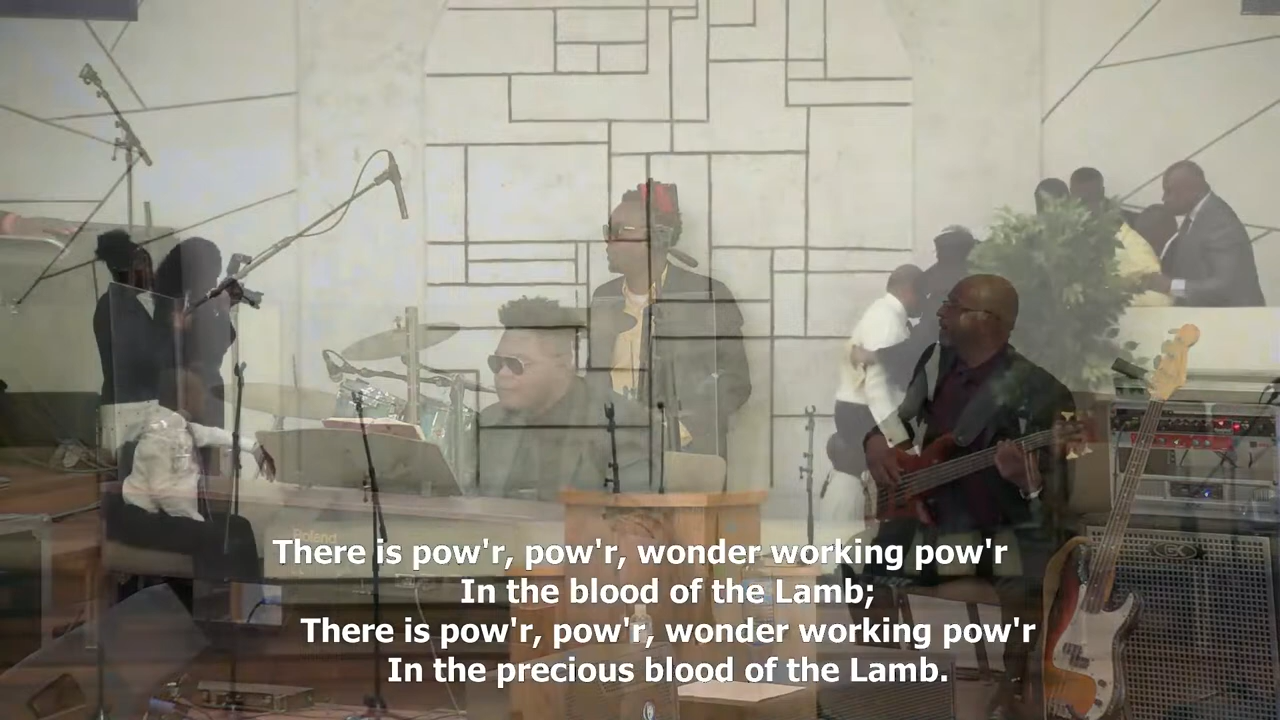 Roland
There is pow'r, pow'r, wonder working pow'r
In the blood of the Lamb;
There is pow'r, pow'r, wonder working pow'r
In the precious blood of the Lamb.